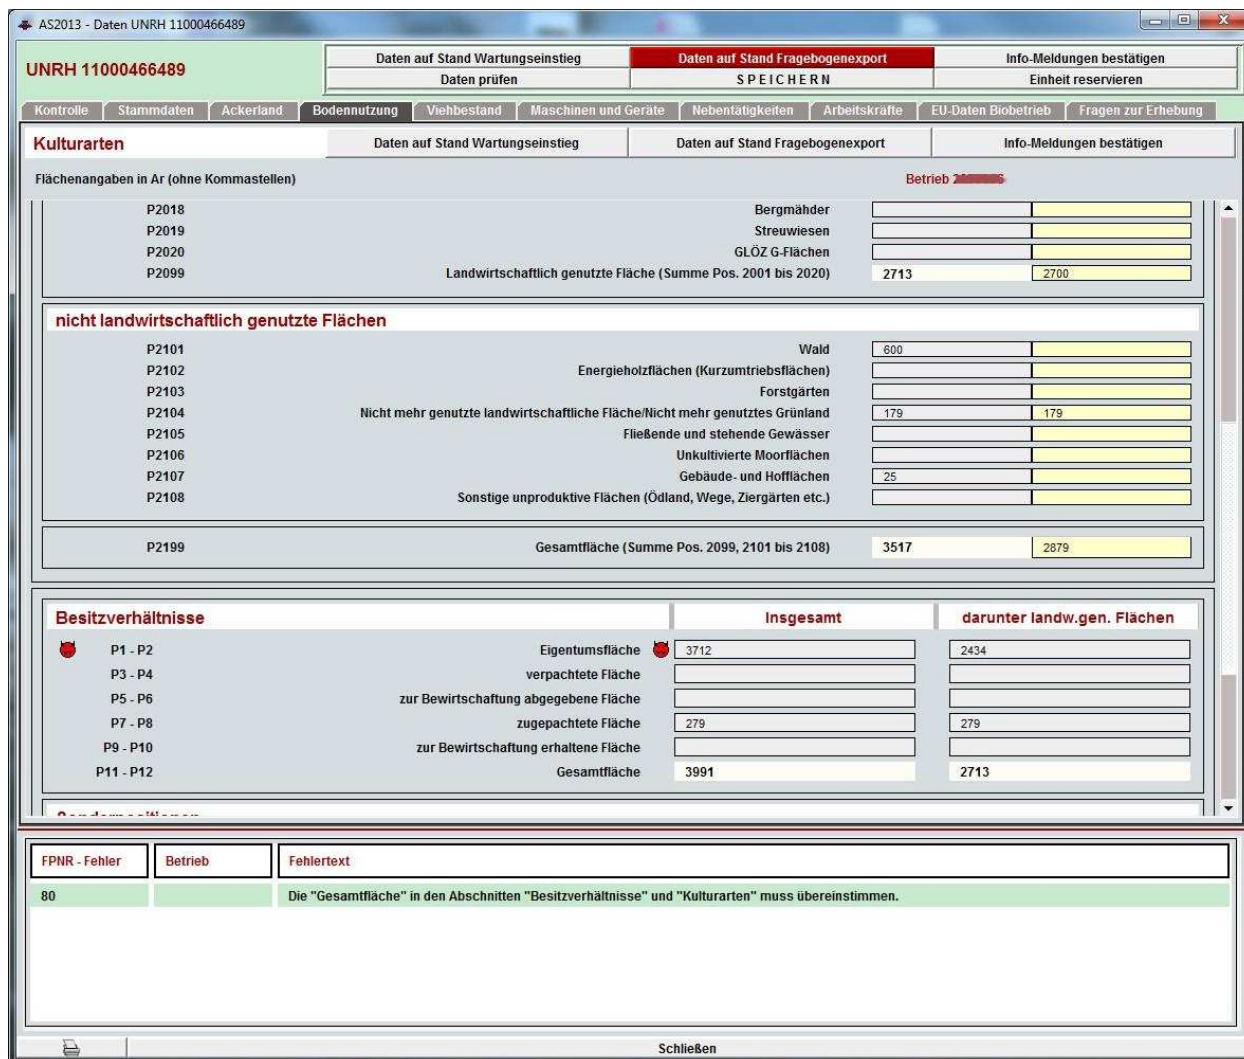 AS2013 - Daten UNRH 11000466489
UNRH 11000466489
Daten auf Stand Wartungseinstieg Daten auf Stand Fragebogenexport Info-Meldungen bestätigen
Daten prüfen S P E I C H E R N Einheit reservieren
Kontrolle Stammdaten Ackerland Bodennutzung Viehbestand Maschinen und Geräte Nebentätigkeiten Arbeitskräfte EU-Daten Biobetrieb Fragen zur Erhebung
Kulturarten Daten auf Stand Wartungseinstieg Daten auf Stand Fragebogenexport Info-Meldungen bestätigen
Flächenangaben in Ar (ohne Kommastellen) Betrieb
P2018 Bergmähder
P2019 Streuwiesen
P2020 GLÖZ G-Flächen
P2099 Landwirtschaftlich genutzte Fläche (Summe Pos. 2001 bis 2020) 2713 2700
nicht landwirtschaftlich genutzte Flächen
P2101 Wald 600
P2102 Energieholzflächen (Kurzumtriebsflächen)
P2103 Forstgärten
P2104 Nicht mehr genutzte landwirtschaftliche Fläche/Nicht mehr genutztes Grünland 179 179
P2105 Fließende und stehende Gewässer
P2106 Unkultivierte Moorflächen
P2107 Gebäude- und Hofflächen 25
P2108 Sonstige unproduktive Flächen (Ödland, Wege, Ziergärten etc.)
P2199 Gesamtfläche (Summe Pos. 2099, 2101 bis 2108) 3517 2879
Besitzverhältnisse Insgesamt darunter landw.gen. Flächen
P1 - P2 Eigentumsfläche 3712 2434
P3 - P4 verpachtete Fläche
P5 - P6 zur Bewirtschaftung abgegebene Fläche
P7 - P8 zugepachtete Fläche 279 279
P9 - P10 zur Bewirtschaftung erhaltene Fläche
P11 - P12 Gesamtfläche 3991 2713
FPNR - Fehler Betrieb Fehlertext
80 Die "Gesamtfläche" in den Abschnitten "Besitzverhältnisse" und "Kulturarten" muss übereinstimmen.
Schließen